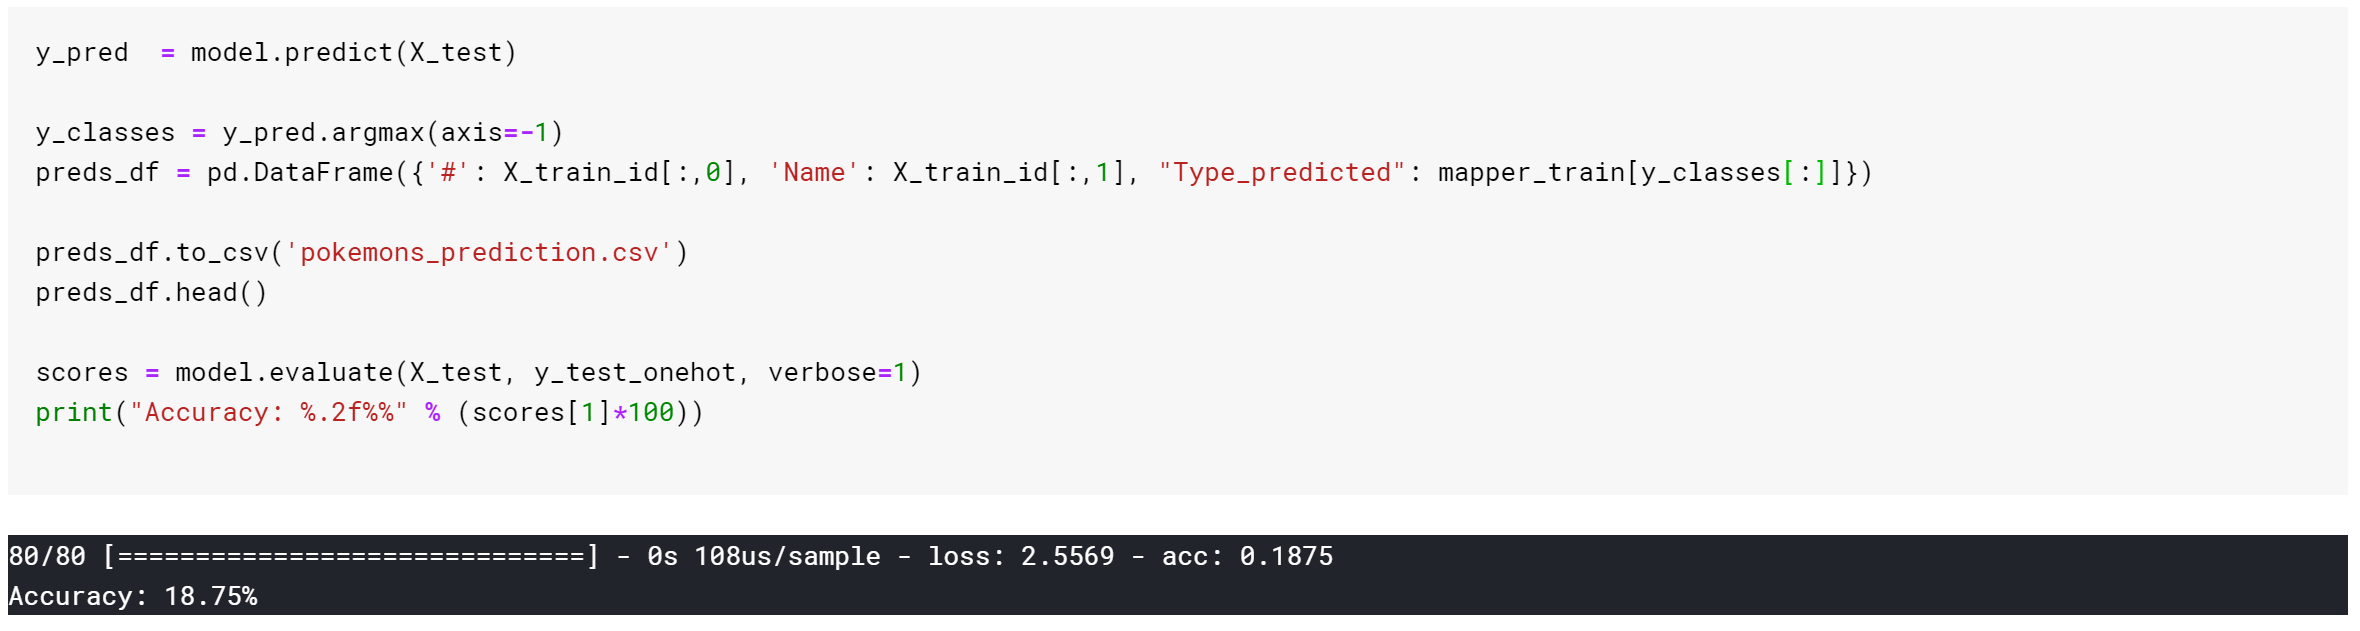 y_pred  = model.predict(X_test)
y_classes = y_pred.argmax(axis=-1)
preds_df = pd.DataFrame({'#': X_train_id[:,0], 'Name': X_train_id[:,1], "Type_predicted": mapper_train[y_classes[:]]})
preds_df.to_csv('pokemons_prediction.csv')
preds_df.head()
scores = model.evaluate(X_test, y_test_onehot, verbose=1)
print("Accuracy: %.2f%%" % (scores[1]*100))
80/80 [==============================] - 0s 108us/sample - loss: 2.5569 - acc: 0.1875
Accuracy: 18.75%